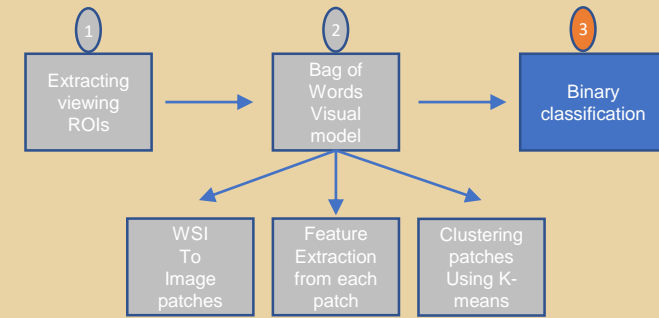 1
2
3
Extracting
viewing
ROIs
Bag of
Words
Visual
model
Binary
classification
WSI
To
Image
patches
Feature
Extraction
from each
patch
Clustering
patches
Using K-
means